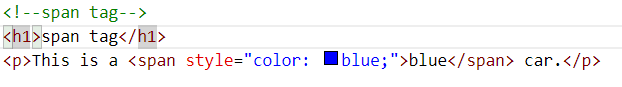 <!--span tag-->
<h1>span tag</h1>
<p>This is a <span style="color: blue;">blue</span> car.</p>